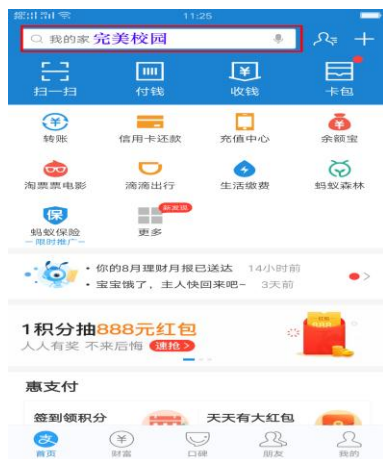 11:25
我的家 完美校园
扫一扫 付钱 收钱 卡包
转账 信用卡还款 充值中心 余额宝
淘票票电影 滴滴出行 生活缴费 蚂蚁森林
保
新发现
蚂蚁保险 更多
限时推广
· 你的8月理财月报已送达 14小时前
· 宝宝饿了，主人快回来吧~ 3天前
1积分抽888元红包
人人有奖 不来后悔 速抢>
惠支付
签到领积分 天天有大红包
支
首页 财富 口碑 朋友 我的